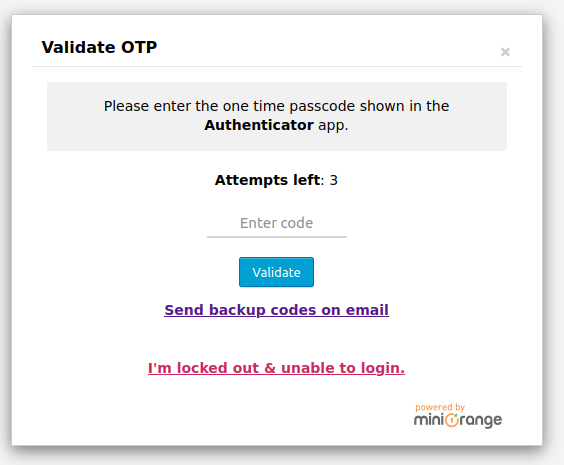 Validate OTP
×
Please enter the one time passcode shown in the
Authenticator app.
Attempts left: 3
Enter code
Validate
Send backup codes on email
I'm locked out & unable to login.
powered by
miniOrange